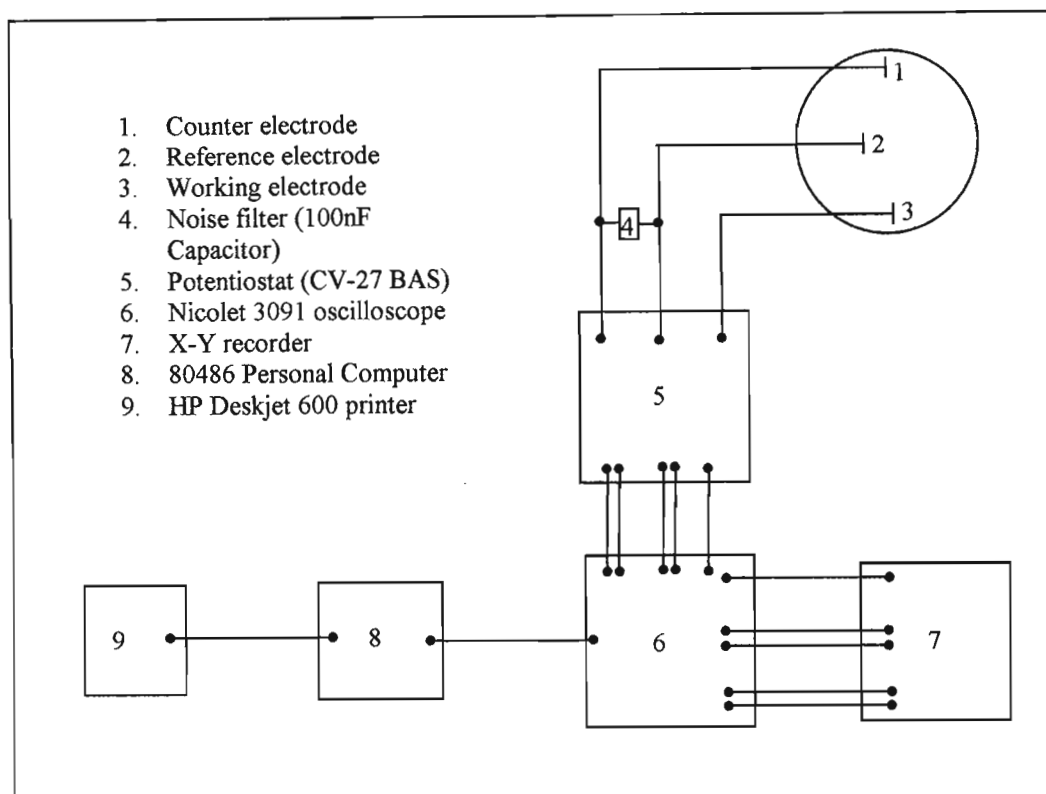 1. Counter electrode
2. Reference electrode
3. Working electrode
4. Noise filter (100nF
Capacitor)
5. Potentiostat (CV-27 BAS)
6. Nicolet 3091 oscilloscope
7. X-Y recorder
8. 80486 Personal Computer
9. HP Deskjet 600 printer
1
2
3
4
5
6
7
8
9